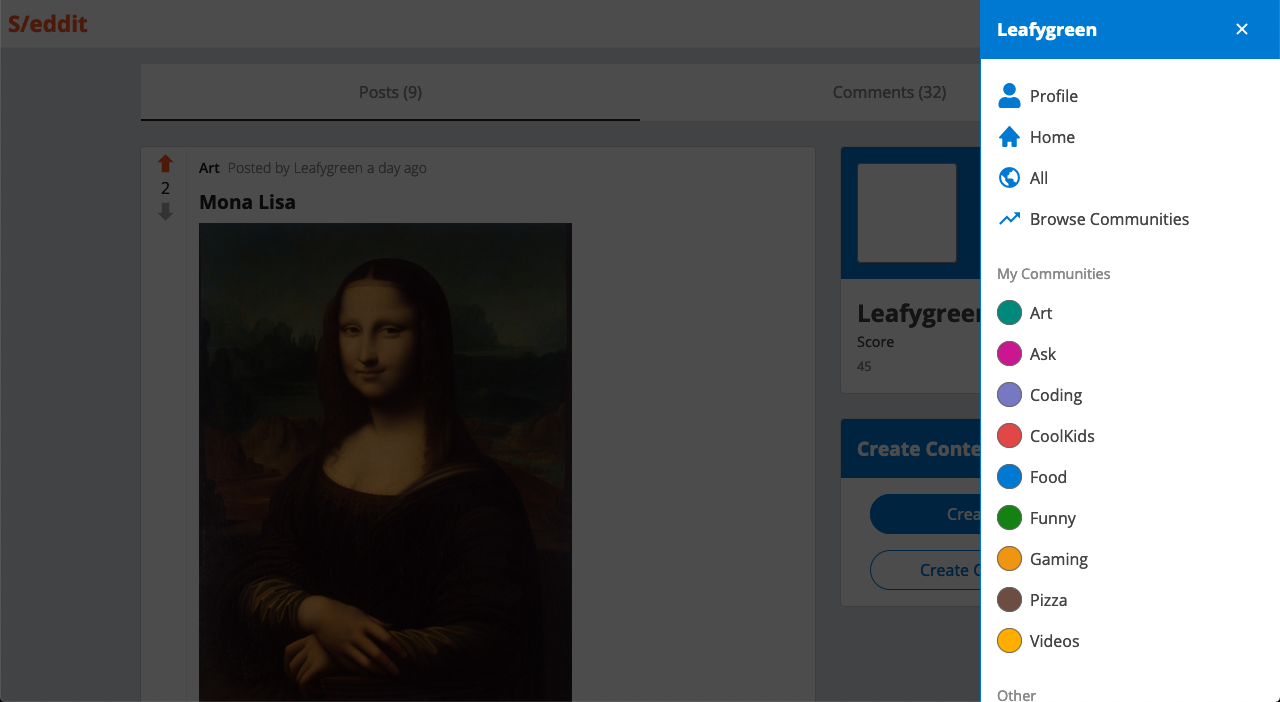 S/eddit
Posts (9)
Comments (32)
2
Art Posted by Leafygreen a day ago
Mona Lisa
Leafygreen
Score
45
Create Conte
Crea
Create C
Leafygreen
Profile
Home
All
Browse Communities
My Communities
Art
Ask
Coding
CoolKids
Food
Funny
Gaming
Pizza
Videos
Other